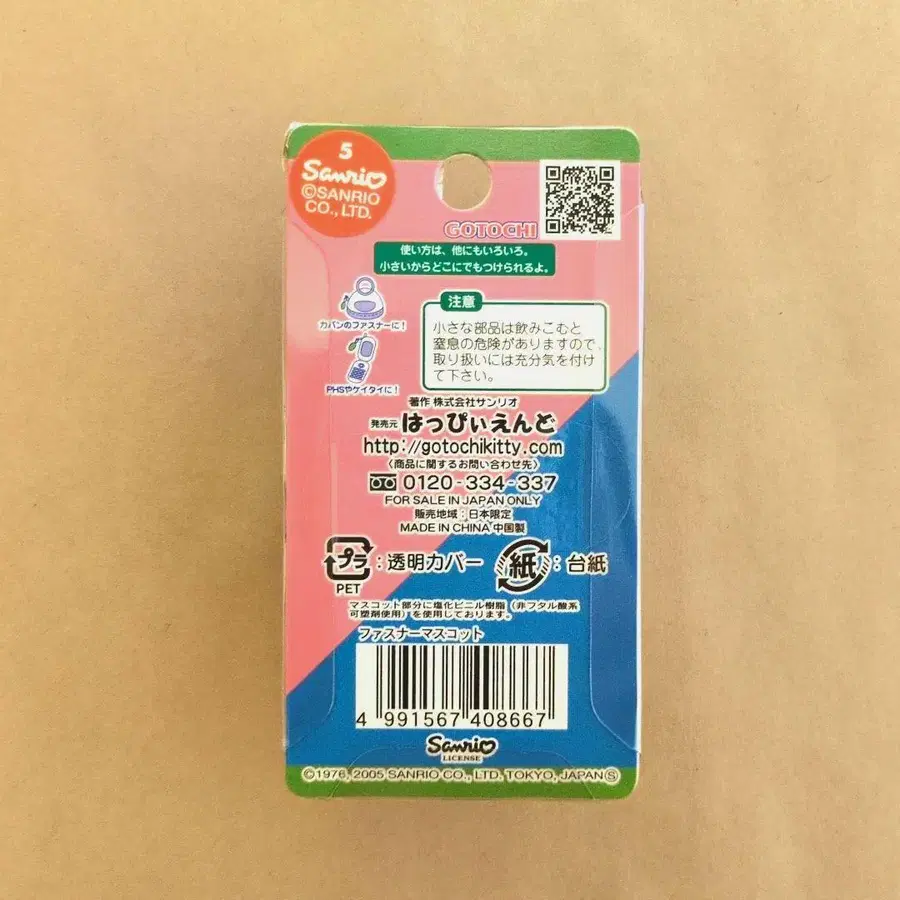 5
Sanrio
©SANRIO
CO., LTD.
GOTOCHI
使い方は、他にもいろいろ。
小さいからどこにでもつけられるよ。
カバンのファスナーに!
PHSやケイタイに!
注意
小さな部品は飲みこむと
窒息の危険がありますので、
取り扱いには充分気を付け
て下さい。
著作 株式会社サンリオ
発売元 はっぴぃえんど
http://gotochikitty.com
〈商品に関するお問い合わせ先〉
0120-334-337
FOR SALE IN JAPAN ONLY
販売地域:日本限定
MADE IN CHINA 中国製
プラ:透明カバー
PET
紙:台紙
マスコット部分に塩化ビニル樹脂(非フタル酸系
可塑剤使用)を使用しております。
ファスナーマスコット
4 991567 408667
Sanrio
LICENSE
©1976, 2005 SANRIO CO., LTD. TOKYO, JAPAN Ⓢ